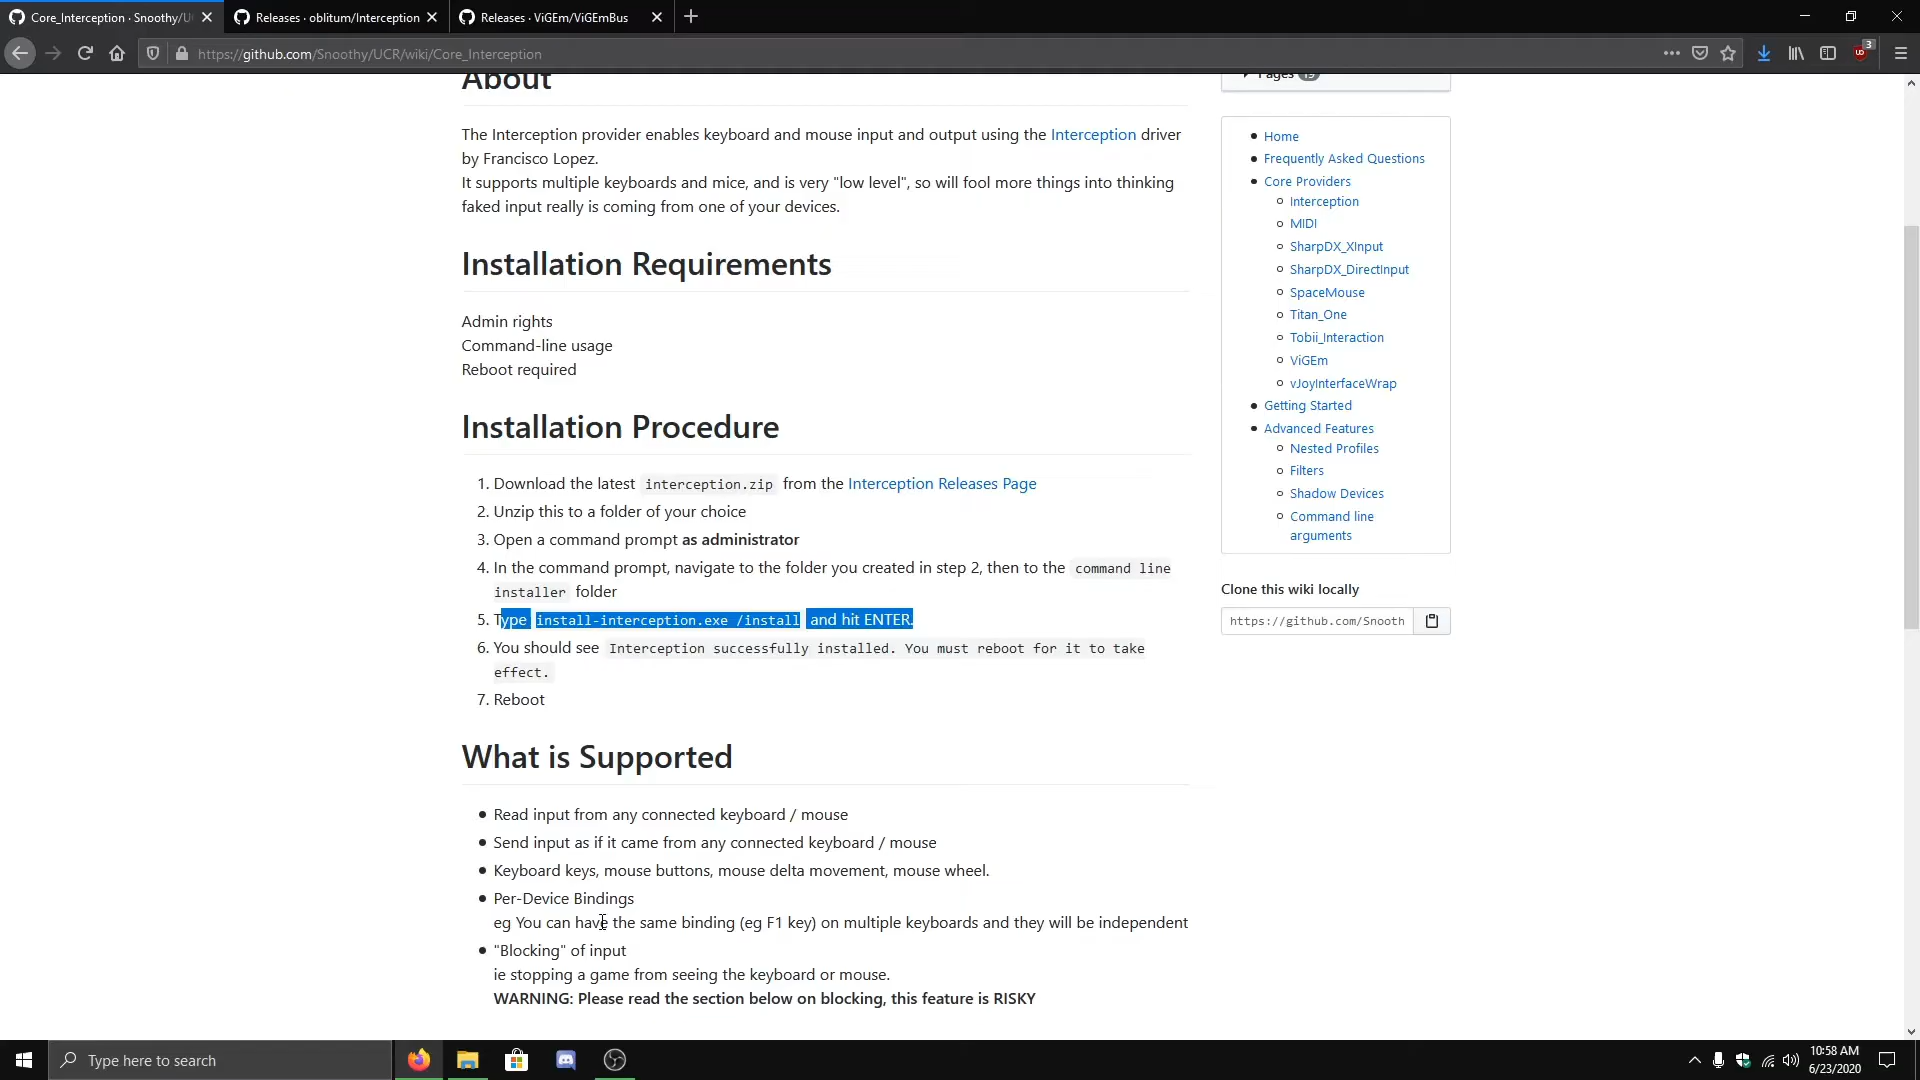 Core_Interception · Snoothy/U
Releases · oblitum/Interception
Releases · ViGEm/ViGEmBus
https://github.com/Snoothy/UCR/wiki/Core_Interception
3
About
The Interception provider enables keyboard and mouse input and output using the Interception driver
by Francisco Lopez.
It supports multiple keyboards and mice, and is very "low level", so will fool more things into thinking
faked input really is coming from one of your devices.
Installation Requirements
Admin rights
Command-line usage
Reboot required
Installation Procedure
1. Download the latest interception.zip from the Interception Releases Page
2. Unzip this to a folder of your choice
3. Open a command prompt as administrator
4. In the command prompt, navigate to the folder you created in step 2, then to the command line
installer folder
5. Type install-interception.exe /install and hit ENTER.
6. You should see Interception successfully installed. You must reboot for it to take
effect.
7. Reboot
What is Supported
Read input from any connected keyboard / mouse
Send input as if it came from any connected keyboard / mouse
Keyboard keys, mouse buttons, mouse delta movement, mouse wheel.
Per-Device Bindings
eg You can have the same binding (eg F1 key) on multiple keyboards and they will be independent
"Blocking" of input
ie stopping a game from seeing the keyboard or mouse.
WARNING: Please read the section below on blocking, this feature is RISKY
Pages
Home
Frequently Asked Questions
Core Providers
Interception
MIDI
SharpDX_XInput
SharpDX_DirectInput
SpaceMouse
Titan_One
Tobii_Interaction
ViGEm
vJoyInterfaceWrap
Getting Started
Advanced Features
Nested Profiles
Filters
Shadow Devices
Command line
arguments
Clone this wiki locally
https://github.com/Snooth
Type here to search
10:58 AM
6/23/2020